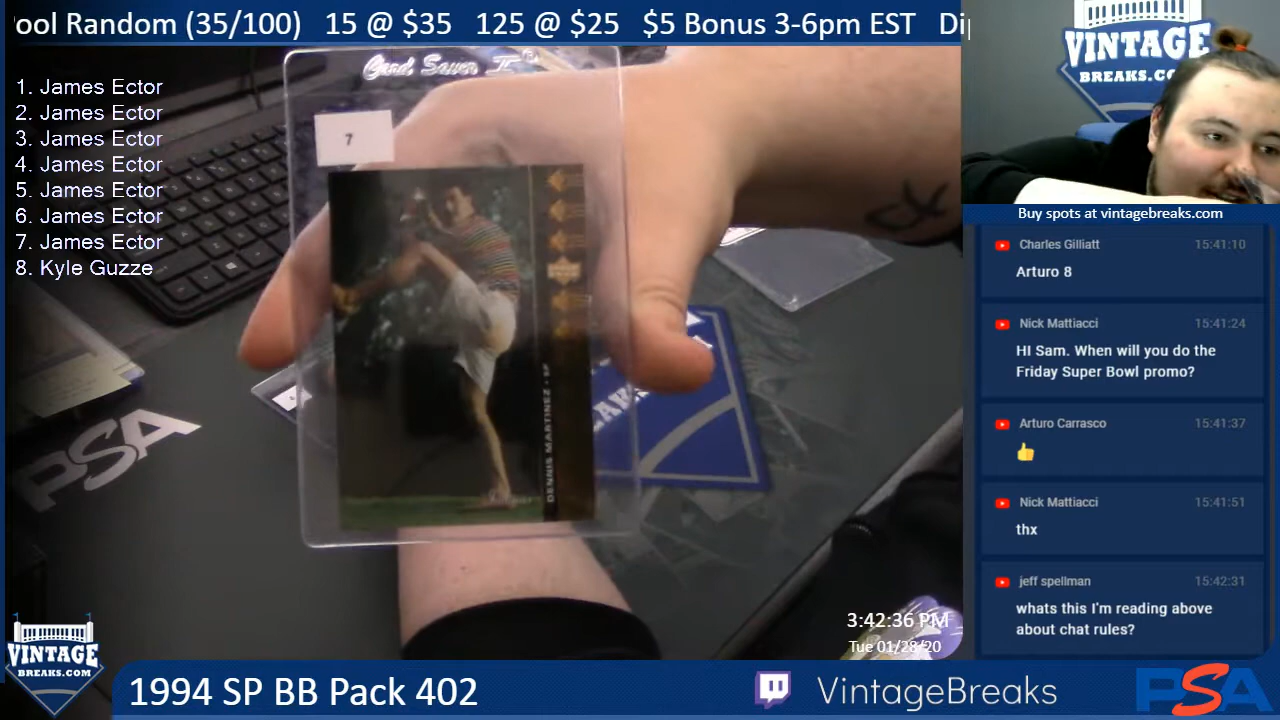 ool Random (35/100) 15 @ $35 125 @ $25 $5 Bonus 3-6pm EST Di
1. James Ector
2. James Ector
3. James Ector
4. James Ector
5. James Ector
6. James Ector
7. James Ector
8. Kyle Guzze
Card Saver II®
7
DENNIS MARTINEZ • SP
PSA
CK
VINTAGE
BREAKS.CO
Buy spots at vintagebreaks.com
Charles Gilliatt 15:41:10
Arturo 8
Nick Mattiacci 15:41:24
HI Sam. When will you do the
Friday Super Bowl promo?
Arturo Carrasco 15:41:37
👍
Nick Mattiacci 15:41:51
thx
jeff spellman 15:42:31
whats this I'm reading above
about chat rules?
3:42:36 PM
Tue 01/28/20
VINTAGE
BREAKS.COM
1994 SP BB Pack 402
VintageBreaks
PSA